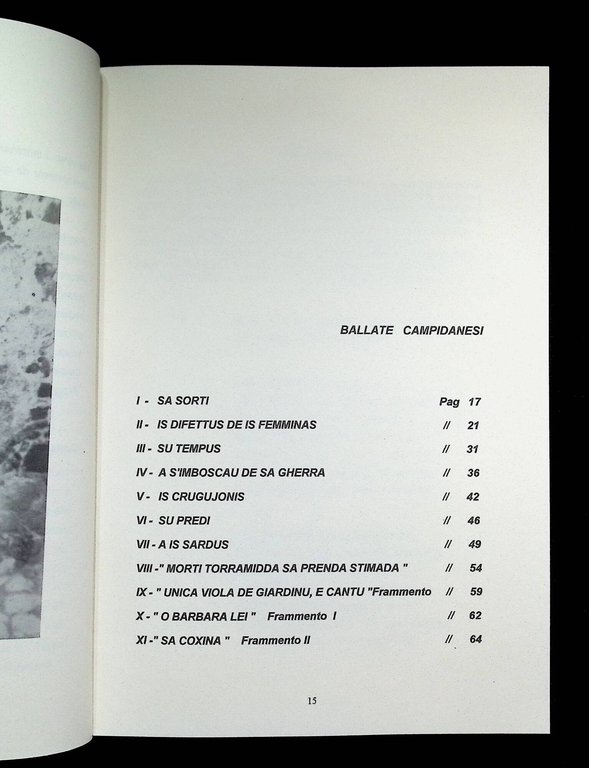 BALLATE CAMPIDANESI
I - SA SORTI Pag 17
II - IS DIFETTUS DE IS FEMMINAS // 21
III - SU TEMPUS // 31
IV - A S'IMBOSCAU DE SA GHERRA // 36
V - IS CRUGUJONIS // 42
VI - SU PREDI // 46
VII - A IS SARDUS // 49
VIII -" MORTI TORRAMIDDA SA PRENDA STIMADA " // 54
IX -" UNICA VIOLA DE GIARDINU, E CANTU "Frammento // 59
X - " O BARBARA LEI " Frammento I // 62
XI -" SA COXINA " Frammento II // 64
15